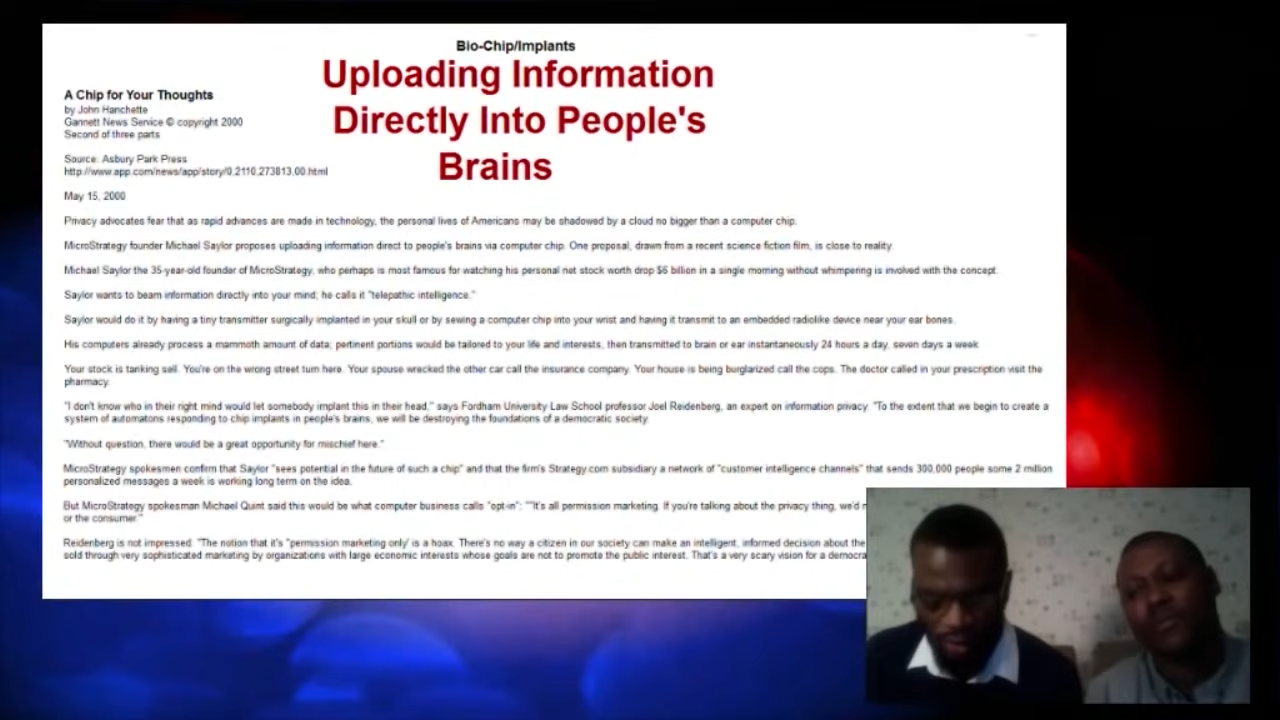 Bio-Chip/Implants
Uploading Information
Directly Into People's
Brains
A Chip for Your Thoughts
by John Hanchette
Gannett News Service © copyright 2000
Second of three parts
Source: Asbury Park Press
http://www.app.com/news/app/story/0,2110,273813,00.html
May 15, 2000
Privacy advocates fear that as rapid advances are made in technology, the personal lives of Americans may be shadowed by a cloud no bigger than a computer chip.
MicroStrategy founder Michael Saylor proposes uploading information direct to people's brains via computer chip. One proposal, drawn from a recent science fiction film, is close to reality.
Michael Saylor the 35-year-old founder of MicroStrategy, who perhaps is most famous for watching his personal net stock worth drop $6 billion in a single morning without whimpering is involved with the concept.
Saylor wants to beam information directly into your mind; he calls it "telepathic intelligence."
Saylor would do it by having a tiny transmitter surgically implanted in your skull or by sewing a computer chip into your wrist and having it transmit to an embedded radiolike device near your ear bones.
His computers already process a mammoth amount of data; pertinent portions would be tailored to your life and interests, then transmitted to brain or ear instantaneously 24 hours a day, seven days a week.
Your stock is tanking sell. You're on the wrong street turn here. Your spouse wrecked the other car call the insurance company. Your house is being burglarized call the cops. The doctor called in your prescription visit the
pharmacy.
"I don't know who in their right mind would let somebody implant this in their head," says Fordham University Law School professor Joel Reidenberg, an expert on information privacy. "To the extent that we begin to create a
system of automatons responding to chip implants in people's brains, we will be destroying the foundations of a democratic society.
"Without question, there would be a great opportunity for mischief here."
MicroStrategy spokesmen confirm that Saylor "sees potential in the future of such a chip" and that the firm's Strategy.com subsidiary a network of "customer intelligence channels" that sends 300,000 people some 2 million
personalized messages a week is working long term on the idea.
But MicroStrategy spokesman Michael Quint said this would be what computer business calls "opt-in": ""It's all permission marketing. If you're talking about the privacy thing, we'd
or the consumer."
Reidenberg is not impressed. "The notion that it's "permission marketing only' is a hoax. There's no way a citizen in our society can make an intelligent, informed decision about the
sold through very sophisticated marketing by organizations with large economic interests whose goals are not to promote the public interest. That's a very scary vision for a